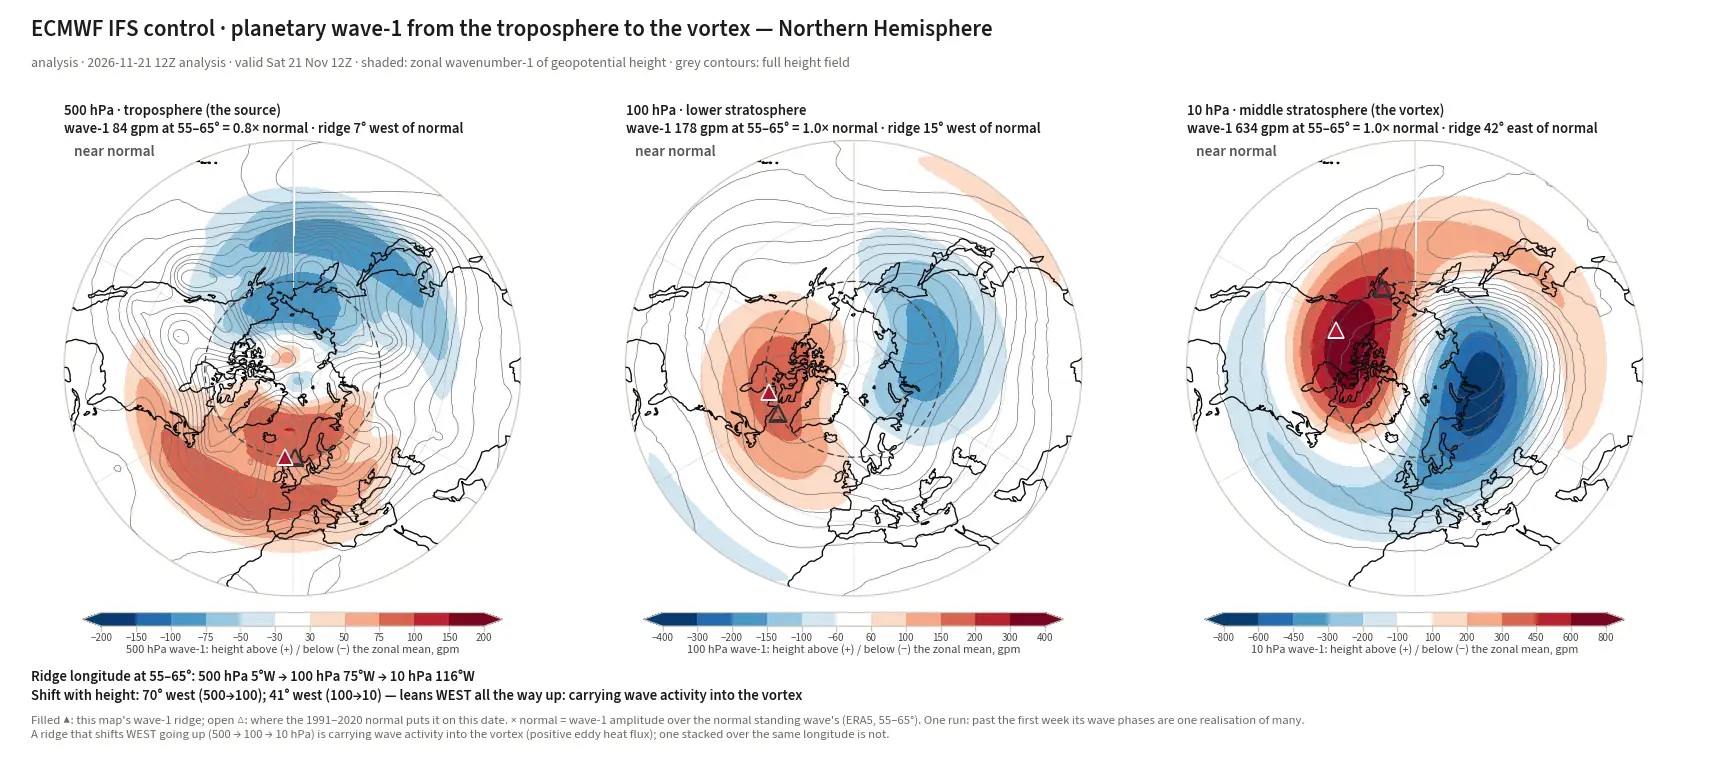 ECMWF IFS control · planetary wave-1 from the troposphere to the vortex — Northern Hemisphere
analysis · 2026-11-21 12Z analysis · valid Sat 21 Nov 12Z · shaded: zonal wavenumber-1 of geopotential height · grey contours: full height field
500 hPa · troposphere (the source)
wave-1 84 gpm at 55–65° = 0.8× normal · ridge 7° west of normal
near normal
100 hPa · lower stratosphere
wave-1 178 gpm at 55–65° = 1.0× normal · ridge 15° west of normal
near normal
10 hPa · middle stratosphere (the vortex)
wave-1 634 gpm at 55–65° = 1.0× normal · ridge 42° east of normal
near normal
−200 −150 −100 −75 −50 −30 30 50 75 100 150 200
500 hPa wave-1: height above (+) / below (−) the zonal mean, gpm
−400 −300 −200 −150 −100 −60 60 100 150 200 300 400
100 hPa wave-1: height above (+) / below (−) the zonal mean, gpm
−800 −600 −450 −300 −200 −100 100 200 300 450 600 800
10 hPa wave-1: height above (+) / below (−) the zonal mean, gpm
Ridge longitude at 55–65°: 500 hPa 5°W → 100 hPa 75°W → 10 hPa 116°W
Shift with height: 70° west (500→100); 41° west (100→10) — leans WEST all the way up: carrying wave activity into the vortex
Filled ▲: this map's wave-1 ridge; open △: where the 1991–2020 normal puts it on this date. × normal = wave-1 amplitude over the normal standing wave's (ERA5, 55–65°). One run: past the first week its wave phases are one realisation of many.
A ridge that shifts WEST going up (500 → 100 → 10 hPa) is carrying wave activity into the vortex (positive eddy heat flux); one stacked over the same longitude is not.